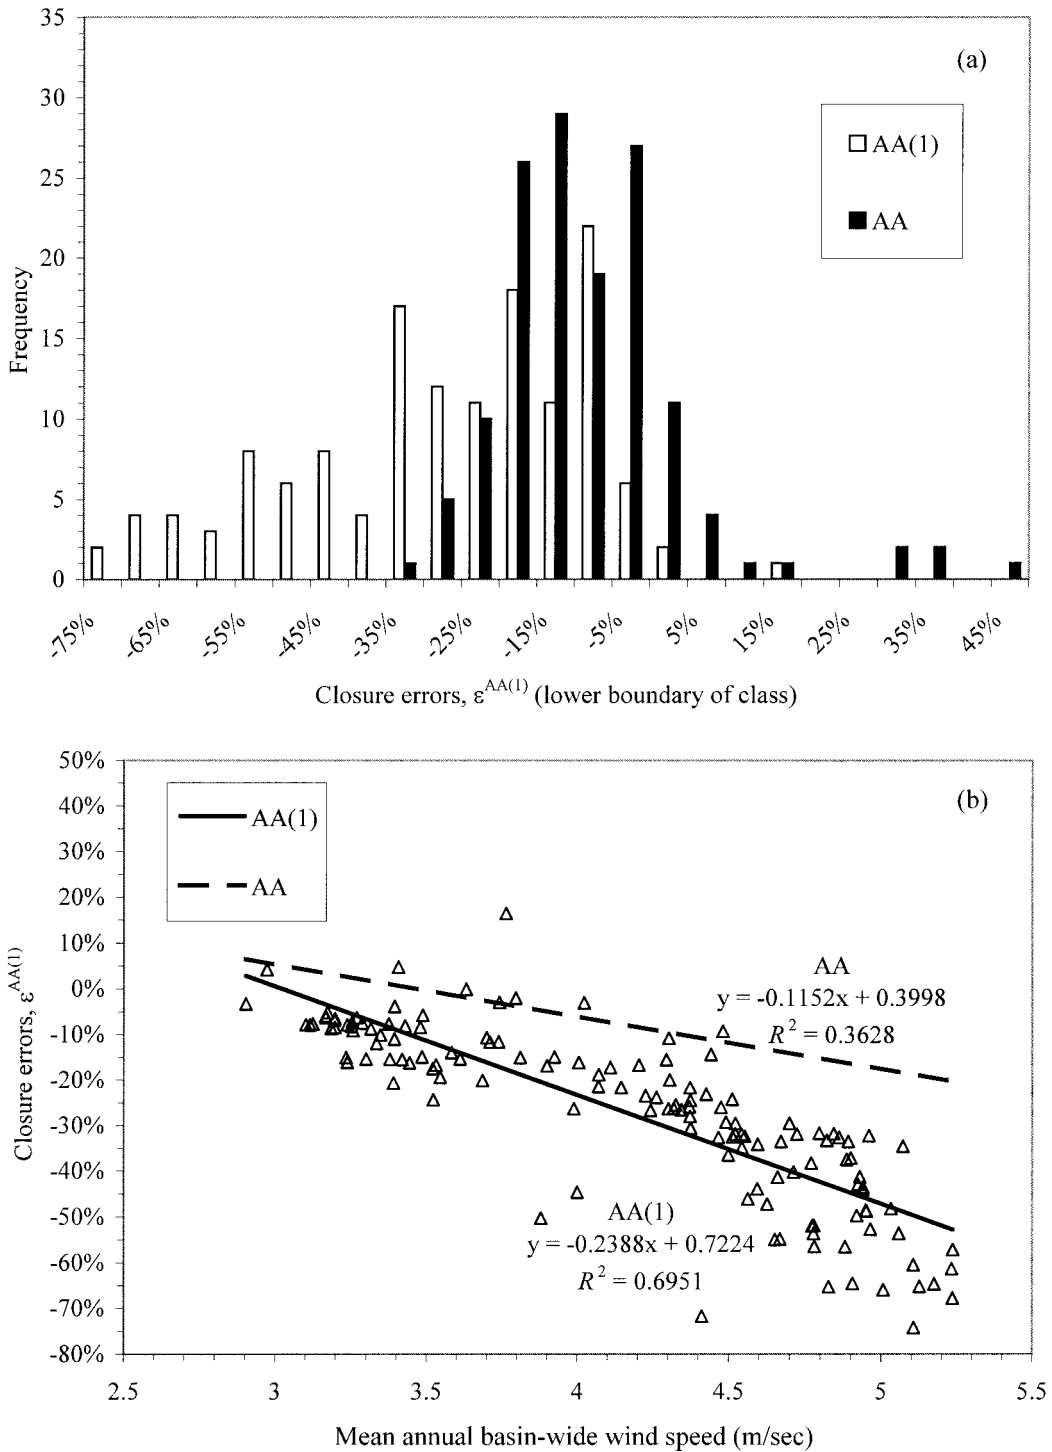 35
30
25
20
15
10
5
0
Frequency
(a)
AA(1)
AA
-75%
-65%
-55%
-45%
-35%
-25%
-15%
-5%
5%
15%
25%
35%
45%
Closure errors, ε^AA(1) (lower boundary of class)
50%
40%
30%
20%
10%
0%
-10%
-20%
-30%
-40%
-50%
-60%
-70%
-80%
Closure errors, ε^AA(1)
(b)
AA(1)
AA
AA
y = -0.1152x + 0.3998
R² = 0.3628
AA(1)
y = -0.2388x + 0.7224
R² = 0.6951
2.5 3 3.5 4 4.5 5 5.5
Mean annual basin-wide wind speed (m/sec)